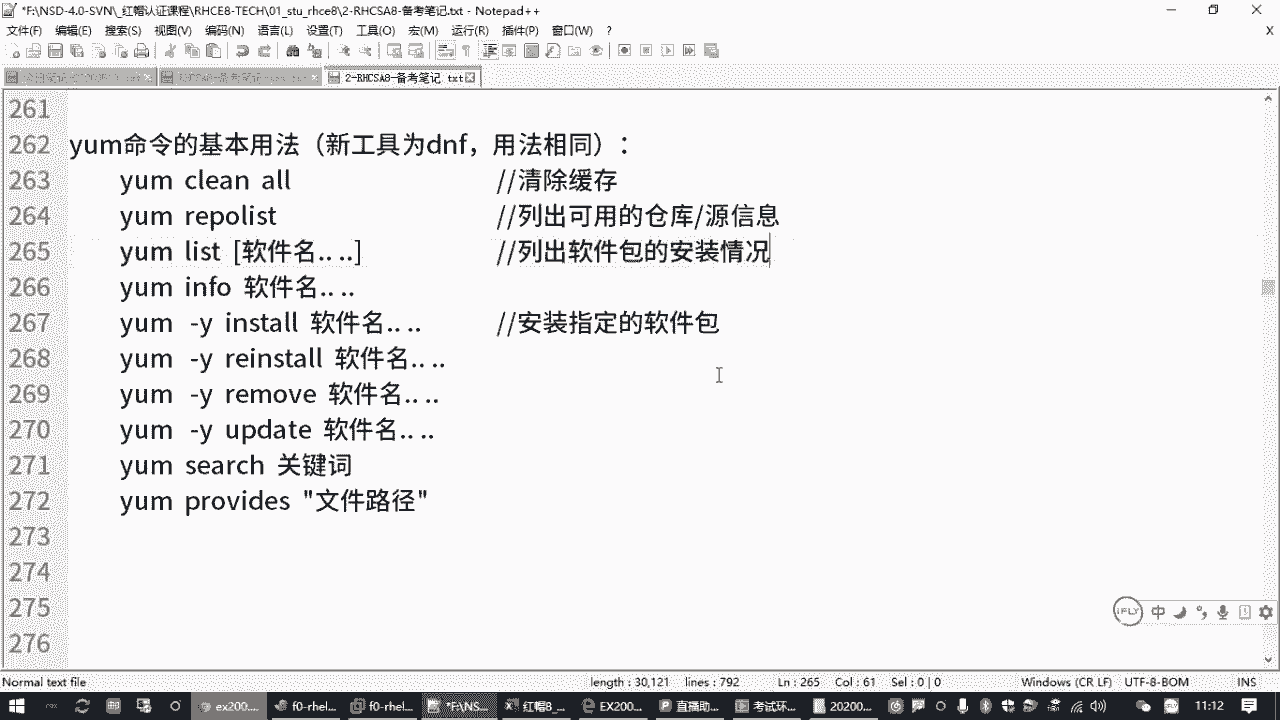 *F:\NSD-4.0-SVN\_红帽认证课程\RHCE8-TECH\01_stu_rhce8\2-RHCSA8-备考笔记.txt - Notepad++
文件(F) 编辑(E) 搜索(S) 视图(V) 编码(N) 语言(L) 设置(T) 工具(O) 宏(M) 运行(R) 插件(P) 窗口(W) ? X
2-RHCSA8-备考笔记.txt
261
262 yum命令的基本用法（新工具为dnf，用法相同）：
263 yum clean all //清除缓存
264 yum repolist //列出可用的仓库/源信息
265 yum list [软件名.. ..] //列出软件包的安装情况
266 yum info 软件名.. ..
267 yum -y install 软件名.. .. //安装指定的软件包
268 yum -y reinstall 软件名.. ..
269 yum -y remove 软件名.. ..
270 yum -y update 软件名.. ..
271 yum search 关键词
272 yum provides "文件路径"
273
274
275
276
iFLY 中
Normal text file length : 30,121 lines : 792 Ln : 265 Col : 61 Sel : 0 | 0 Windows (CR LF) UTF-8-BOM INS
ex200... f0-rhel... f0-rhel... *F:\NS... 红帽8_... EX200... 直播助... 考试环... 20200... 11:12